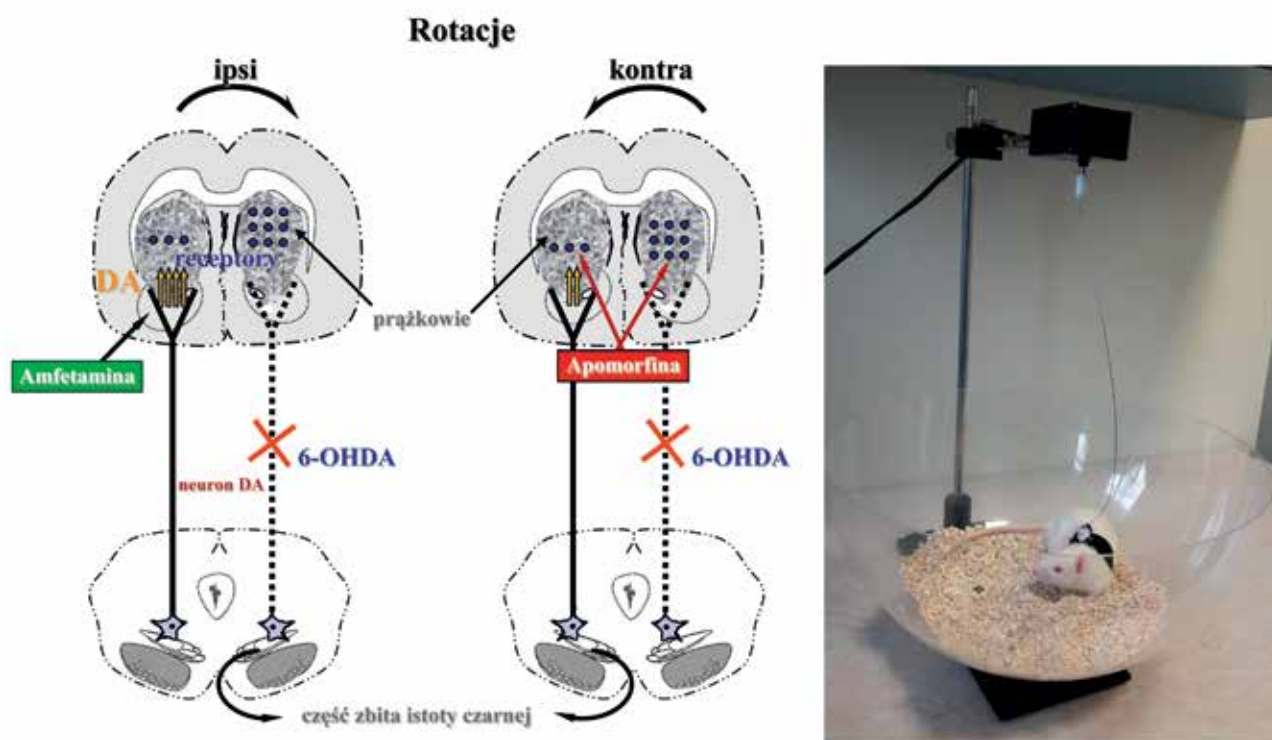 Rotacje
ipsi
kontra
receptory
DA
prążkowie
Amfetamina
Apomorfina
6-OHDA
6-OHDA
neuron DA
część zbita istoty czarnej